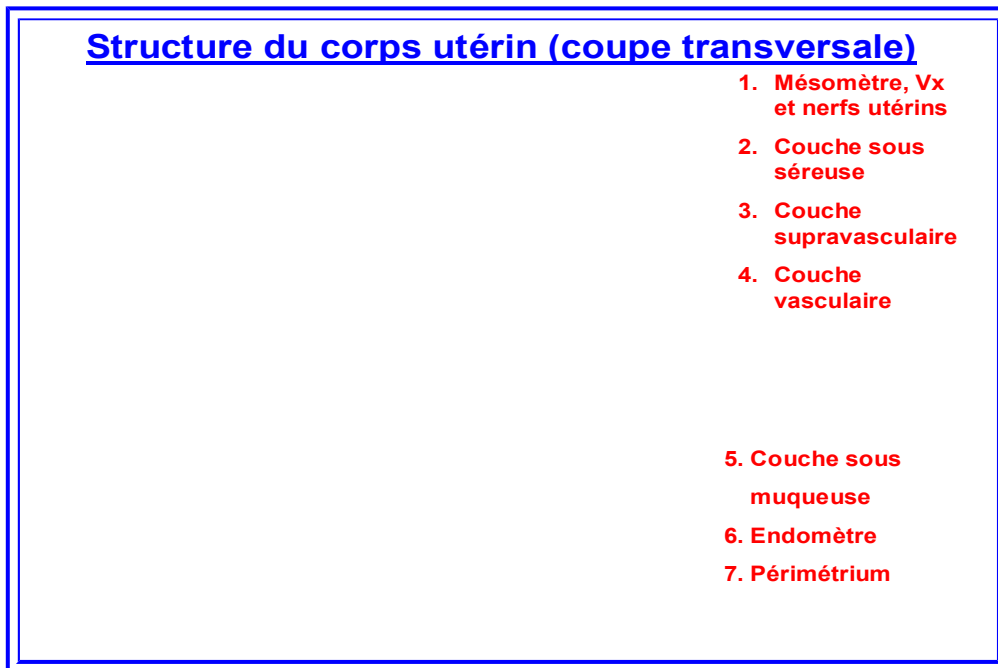 Structure du corps utérin (coupe transversale)
1. Mésomètre, Vx
et nerfs utérins
2. Couche sous
séreuse
3. Couche
supravasculaire
4. Couche
vasculaire
5. Couche sous
muqueuse
6. Endomètre
7. Périmétrium